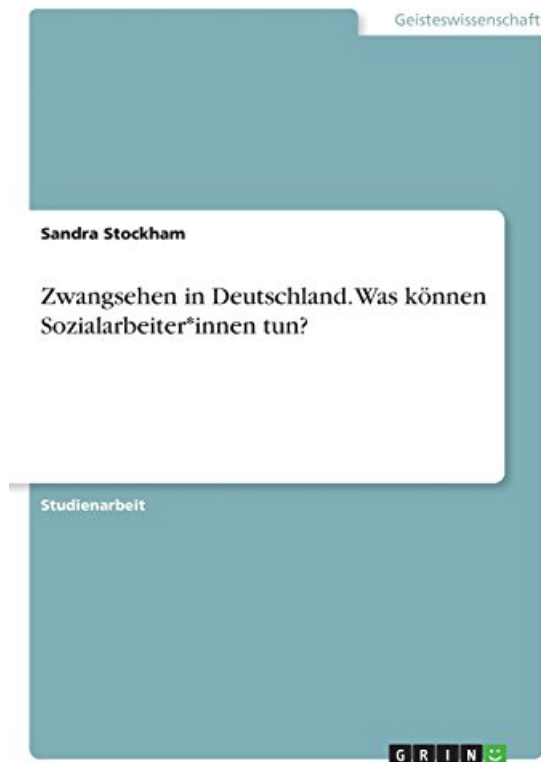 Geisteswissenschaft
Sandra Stockham
Zwangsehen in Deutschland. Was können
Sozialarbeiter*innen tun?
Studienarbeit
GRIN